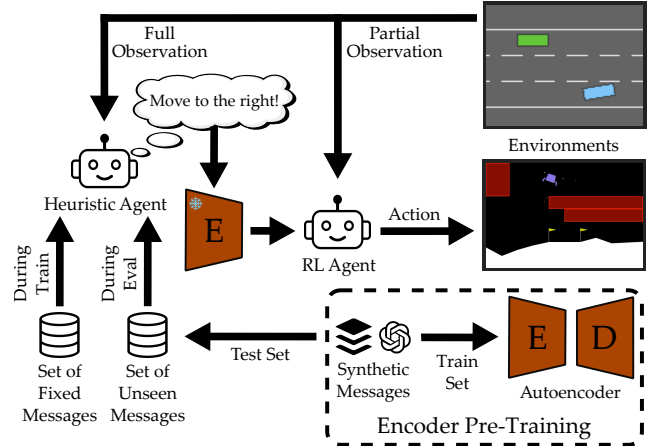 Full
Observation
Partial
Observation
Move to the right!
Environments
Heuristic Agent
E
RL Agent
Action
During
Train
During
Eval
Set of
Fixed
Messages
Set of
Unseen
Messages
Test Set
Synthetic
Messages
Train
Set
E
D
Autoencoder
Encoder Pre-Training